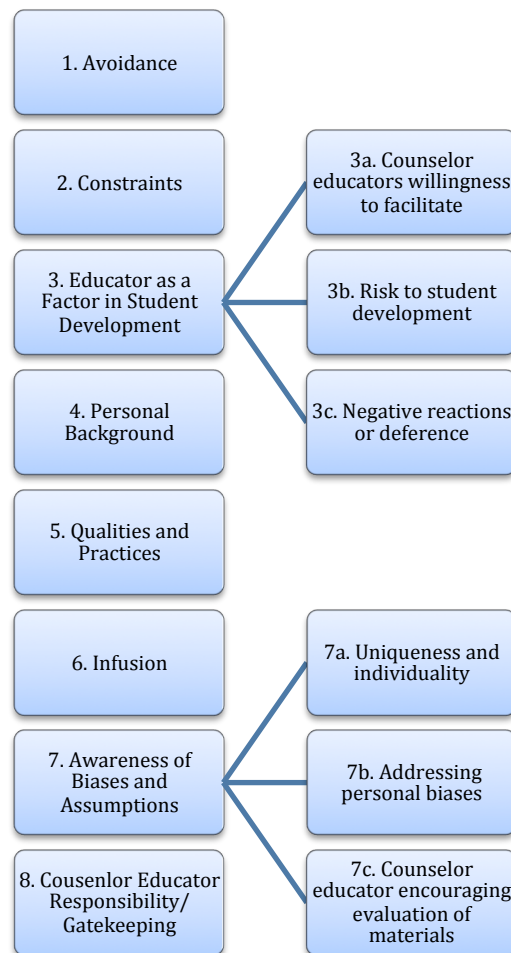 1. Avoidance
2. Constraints
3. Educator as a
Factor in Student
Development
3a. Counselor
educators willingness
to facilitate
3b. Risk to student
development
3c. Negative reactions
or deference
4. Personal
Background
5. Qualities and
Practices
6. Infusion
7. Awareness of
Biases and
Assumptions
7a. Uniqueness and
individuality
7b. Addressing
personal biases
7c. Counselor
educator encouraging
evaluation of
materials
8. Cousenlor Educator
Responsibility/
Gatekeeping